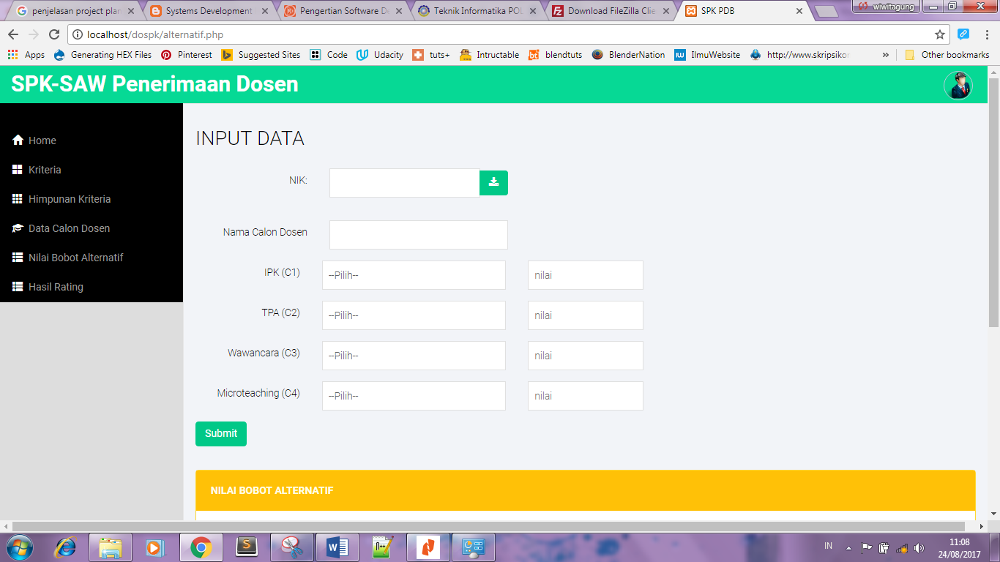 penjelasan project plan
Systems Development
Pengertian Software De
Teknik Informatika POL
Download FileZilla Clie
SPK PDB
wiwitagung
localhost/dospk/alternatif.php
Apps
Generating HEX Files
Pinterest
Suggested Sites
Code
Udacity
tuts+
Intructable
blendtuts
BlenderNation
IlmuWebsite
http://www.skripsiko
»
Other bookmarks
SPK-SAW Penerimaan Dosen
Home
Kriteria
Himpunan Kriteria
Data Calon Dosen
Nilai Bobot Alternatif
Hasil Rating
INPUT DATA
NIK:
Nama Calon Dosen
IPK (C1) --Pilih-- nilai
TPA (C2) --Pilih-- nilai
Wawancara (C3) --Pilih-- nilai
Microteaching (C4) --Pilih-- nilai
Submit
NILAI BOBOT ALTERNATIF
IN
11:08
24/08/2017